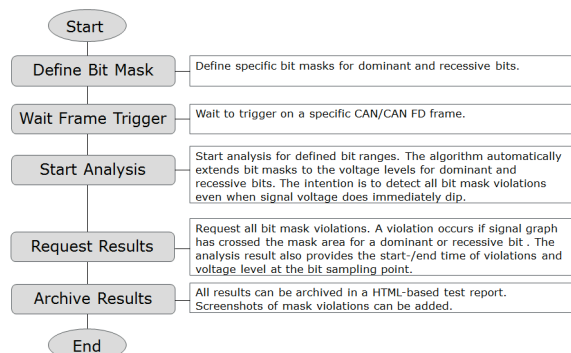 Start
Define Bit Mask
Define specific bit masks for dominant and recessive bits.
Wait Frame Trigger
Wait to trigger on a specific CAN/CAN FD frame.
Start Analysis
Start analysis for defined bit ranges. The algorithm automatically
extends bit masks to the voltage levels for dominant and
recessive bits. The intention is to detect all bit mask violations
even when signal voltage does immediately dip.
Request Results
Request all bit mask violations. A violation occurs if signal graph
has crossed the mask area for a dominant or recessive bit . The
analysis result also provides the start-/end time of violations and
voltage level at the bit sampling point.
Archive Results
All results can be archived in a HTML-based test report.
Screenshots of mask violations can be added.
End